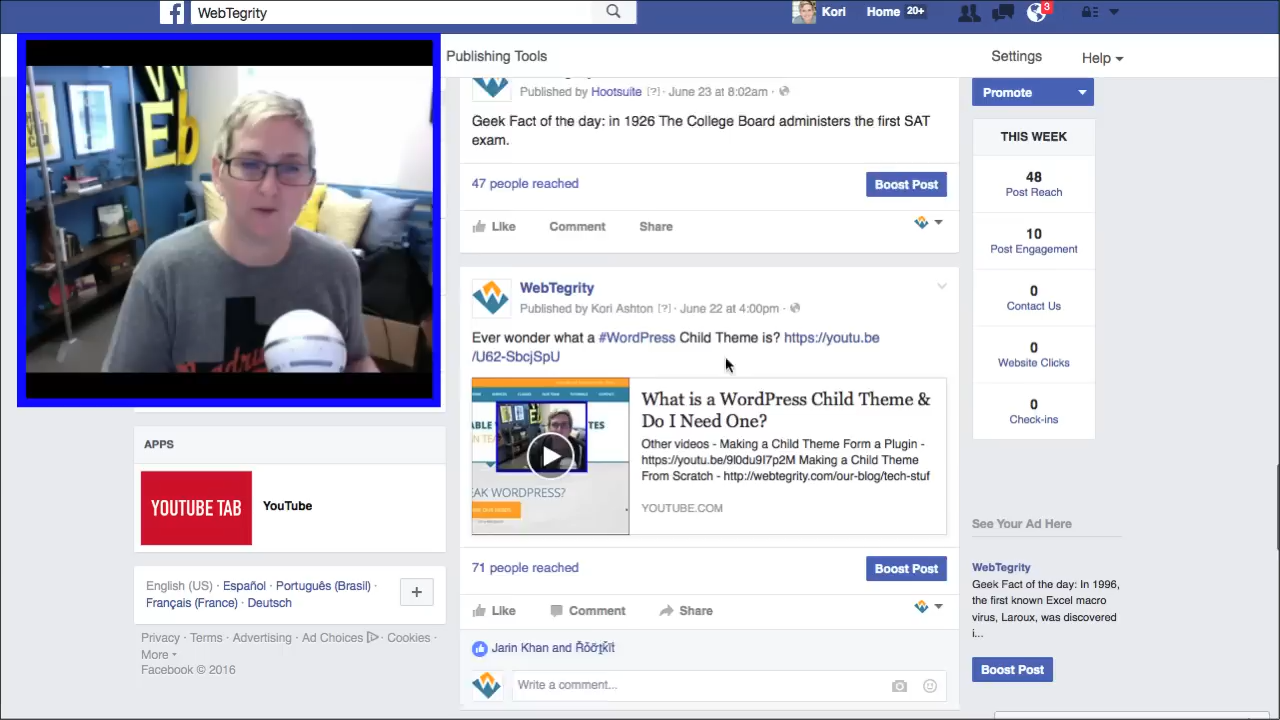 WebTegrity
Kori
Home 20+
3
Publishing Tools
Settings
Help
WEb
Published by Hootsuite [?] · June 23 at 8:02am ·
Geek Fact of the day: in 1926 The College Board administers the first SAT
exam.
47 people reached
Boost Post
Like
Comment
Share
WebTegrity
Published by Kori Ashton [?] · June 22 at 4:00pm ·
Ever wonder what a #WordPress Child Theme is? https://youtu.be
/U62-SbcjSpU
What is a WordPress Child Theme &
Do I Need One?
Other videos - Making a Child Theme Form a Plugin -
https://youtu.be/9l0du9I7p2M Making a Child Theme
From Scratch - http://webtegrity.com/our-blog/tech-stuf
YOUTUBE.COM
EAK WORDPRESS?
71 people reached
Boost Post
Like
Comment
Share
Jarin Khan and
Write a comment...
Promote
THIS WEEK
48
Post Reach
10
Post Engagement
0
Contact Us
0
Website Clicks
0
Check-ins
See Your Ad Here
WebTegrity
Geek Fact of the day: In 1996,
the first known Excel macro
virus, Laroux, was discovered
i...
Boost Post
APPS
YOUTUBE TAB
YouTube
English (US) · Español · Português (Brasil) ·
Français (France) · Deutsch
Privacy · Terms · Advertising · Ad Choices · Cookies ·
More
Facebook © 2016